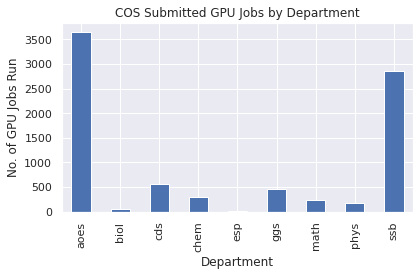 COS Submitted GPU Jobs by Department
No. of GPU Jobs Run
3500
3000
2500
2000
1500
1000
500
0
aoes
biol
cds
chem
esp
ggs
math
phys
ssb
Department